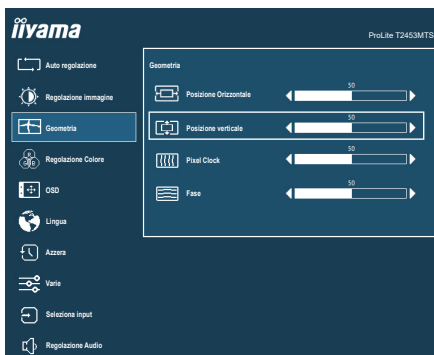 iiyama
ProLite T2453MTS
Auto regolazione
Regolazione Immagine
Geometria
Regolazione Colore
R
G B
OSD
Lingua
Azzera
Varie
Seleziona input
Regolazione Audio
Geometria
Posizione Orizzontale
50
Posizione verticale
50
Pixel Clock
50
Fase
50